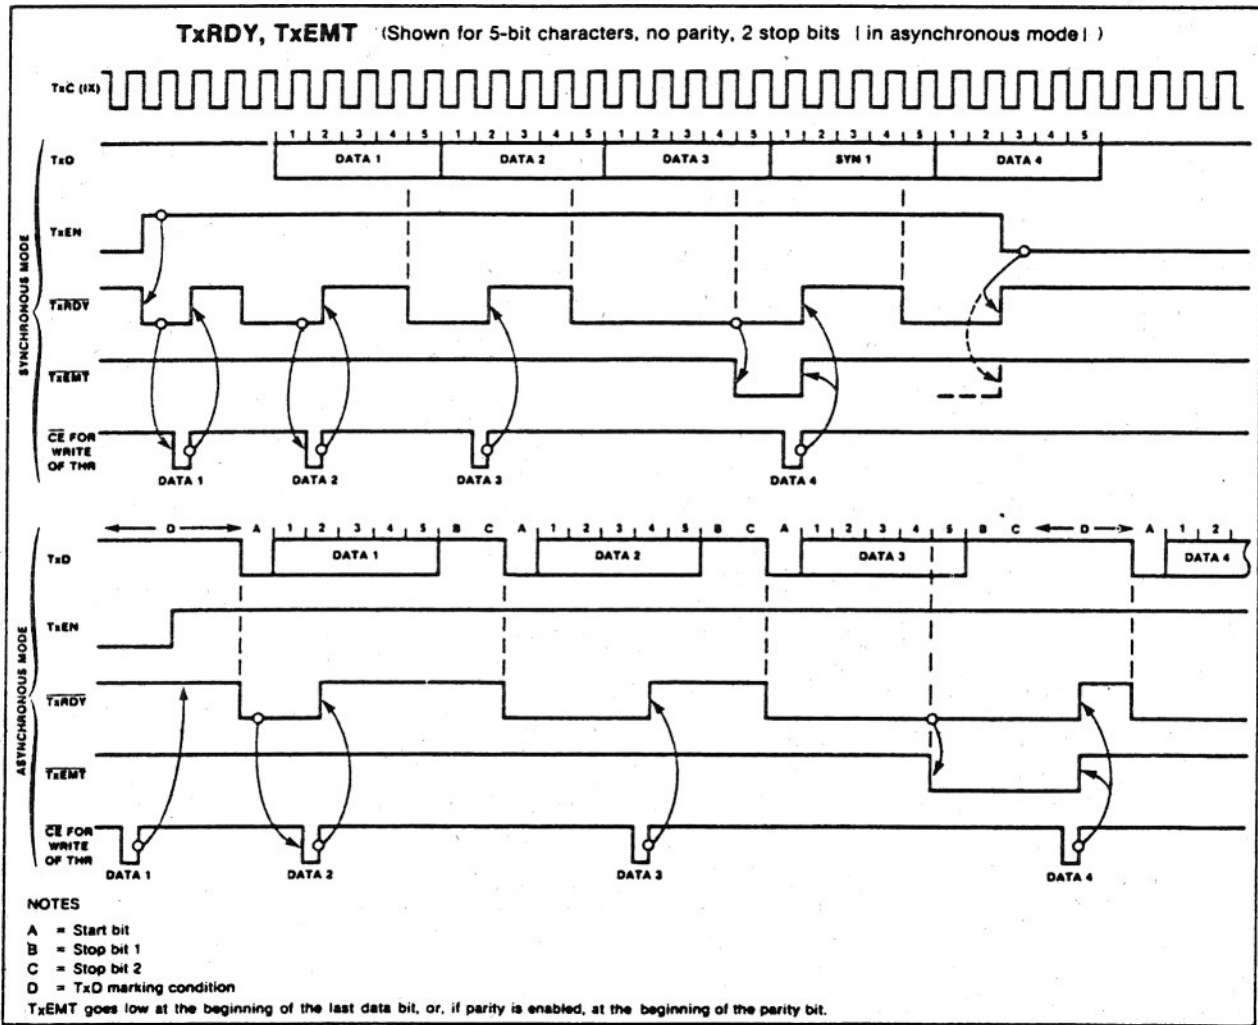 TxRDY, TxEMT (Shown for 5-bit characters, no parity, 2 stop bits | in asynchronous mode | )
TxC (IX)
SYNCHRONOUS MODE
1 2 3 4 5 1 2 3 4 5 1 2 3 4 5 1 2 3 4 5 1 2 3 4 5
TxD
DATA 1 DATA 2 DATA 3 SYN 1 DATA 4
TxEN
TxRDY
TxEMT
CE FOR
WRITE
OF THR
DATA 1 DATA 2 DATA 3 DATA 4
ASYNCHRONOUS MODE
D A 1 2 3 4 5 B C A 1 2 3 4 5 B C A 1 2 3 4 5 B C D A 1 2
TxD
DATA 1 DATA 2 DATA 3 DATA 4
TxEN
TxRDY
TxEMT
CE FOR
WRITE
OF THR
DATA 1 DATA 2 DATA 3 DATA 4
NOTES
A = Start bit
B = Stop bit 1
C = Stop bit 2
D = TxD marking condition
TxEMT goes low at the beginning of the last data bit, or, if parity is enabled, at the beginning of the parity bit.